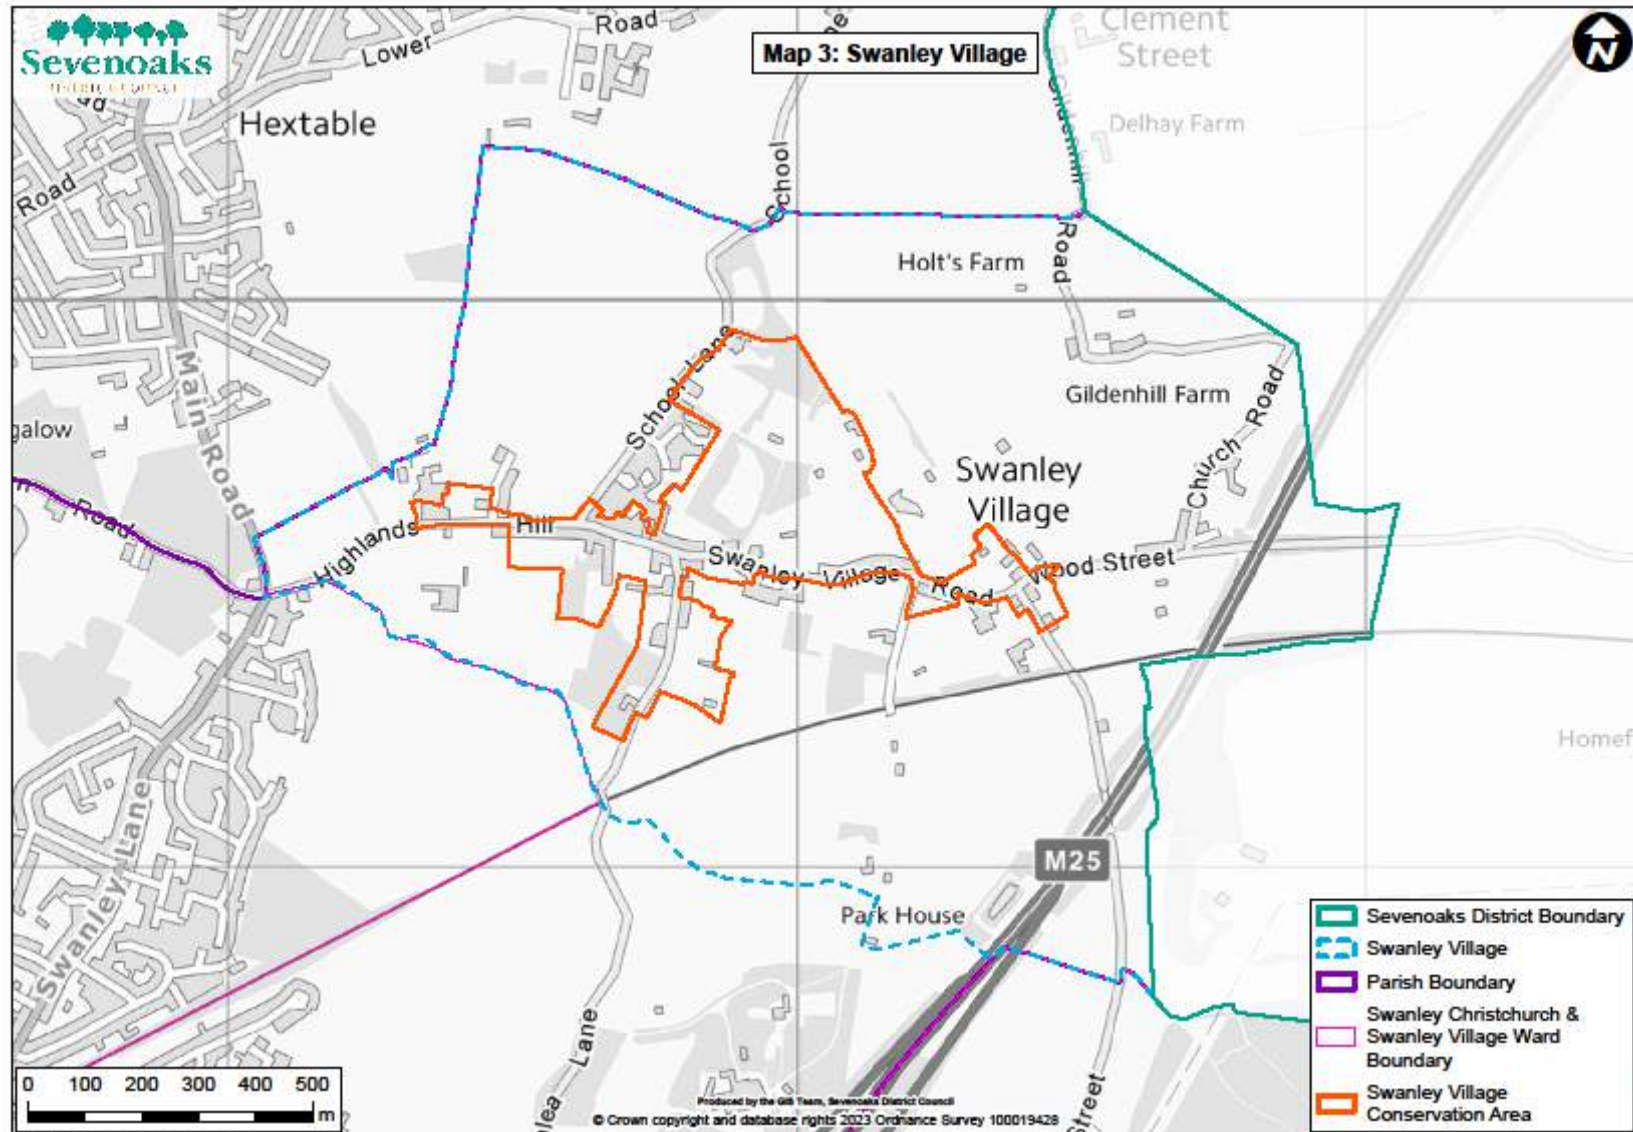 Sevenoaks
DISTRICT COUNCIL
Map 3: Swanley Village
N
Clement
Street
Road
Lower
Hextable
Delhay Farm
Gildenhill
Road
School
Road
Holt's Farm
Main Road
School Lane
Gildenhill Farm
Church Road
galow
Road
Swanley
Village
Highlands Hill
Swanley Village Road
Wood Street
Homef
Swanley Lane
M25
Park House
Lane
Street
Sevenoaks District Boundary
Swanley Village
Parish Boundary
Swanley Christchurch &
Swanley Village Ward
Boundary
Swanley Village
Conservation Area
0 100 200 300 400 500
m
Produced by the GIS Team, Sevenoaks District Council
© Crown copyright and database rights 2023 Ordnance Survey 100019428